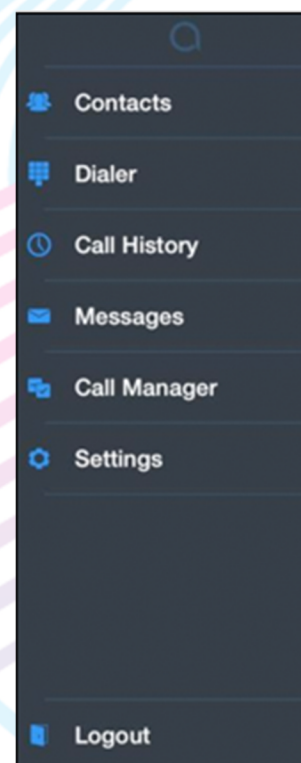 Contacts
Dialer
Call History
Messages
Call Manager
Settings
Logout